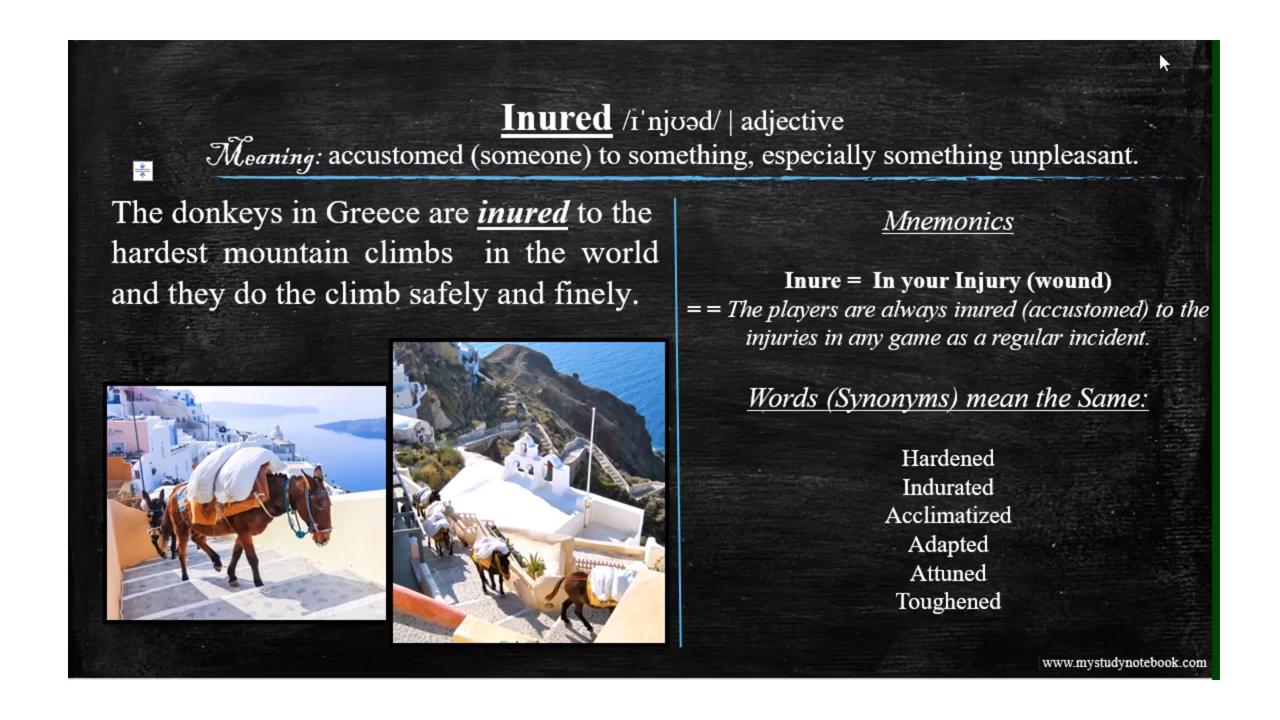 Inured /ɪˈnjʊəd/ | adjective
Meaning: accustomed (someone) to something, especially something unpleasant.
The donkeys in Greece are inured to the
hardest mountain climbs in the world
and they do the climb safely and finely.
Mnemonics
Inure = In your Injury (wound)
= = The players are always inured (accustomed) to the
injuries in any game as a regular incident.
Words (Synonyms) mean the Same:
Hardened
Indurated
Acclimatized
Adapted
Attuned
Toughened
www.mystudynotebook.com